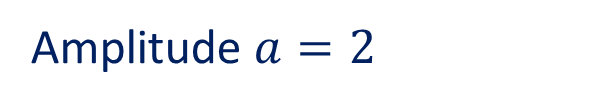 Amplitude 𝑎 = 2